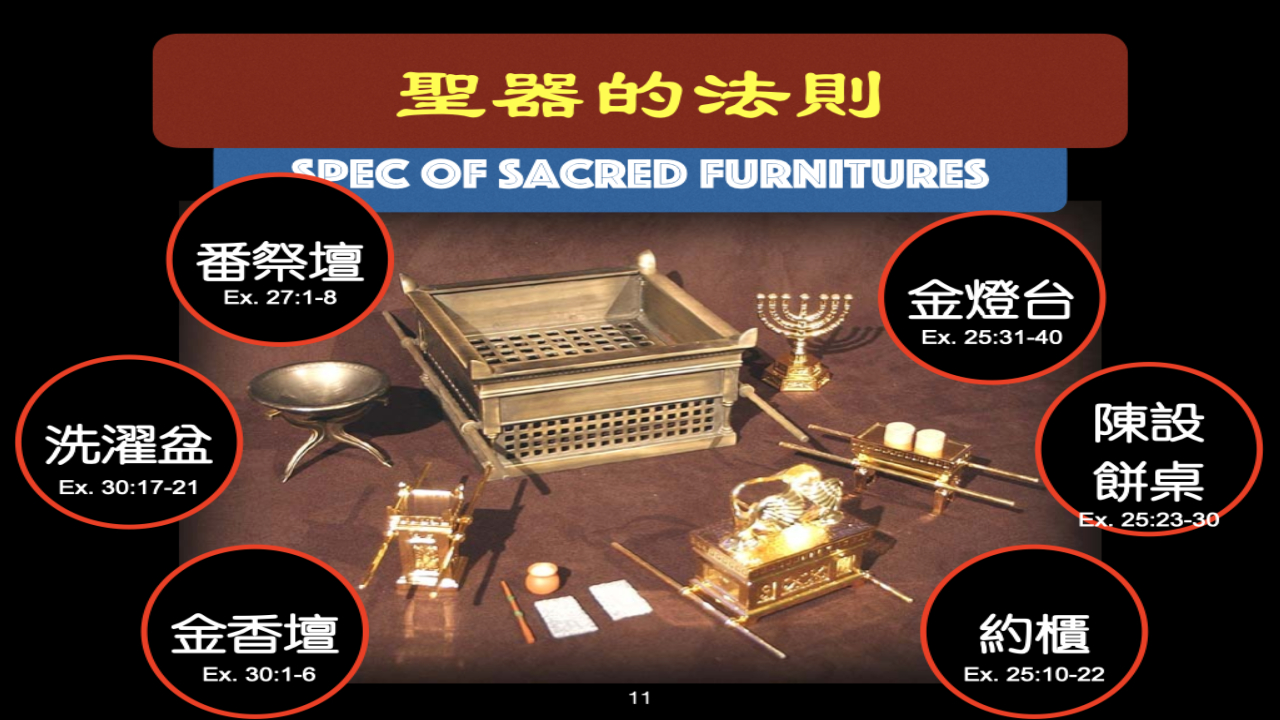 聖器的法則
SPEC OF SACRED FURNITURES
番祭壇
Ex. 27:1-8
金燈台
Ex. 25:31-40
洗濯盆
Ex. 30:17-21
陳設
餅桌
Ex. 25:23-30
金香壇
Ex. 30:1-6
約櫃
Ex. 25:10-22
11